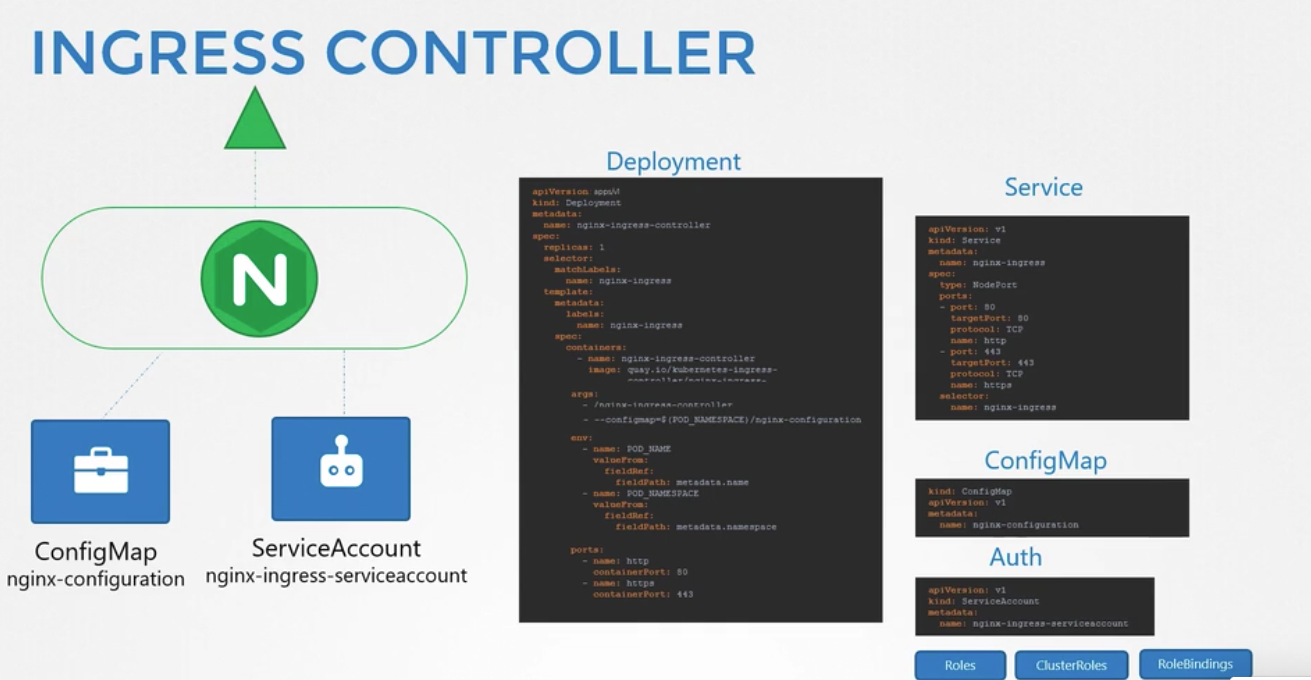 INGRESS CONTROLLER
N
ConfigMap
nginx-configuration
ServiceAccount
nginx-ingress-serviceaccount
Deployment
apiVersion: apps/v1
kind: Deployment
metadata:
  name: nginx-ingress-controller
spec:
  replicas: 1
  selector:
    matchLabels:
      name: nginx-ingress
  template:
    metadata:
      labels:
        name: nginx-ingress
    spec:
      containers:
        - name: nginx-ingress-controller
          image: quay.io/kubernetes-ingress-
                 controller/nginx-ingress-
      args:
        - /nginx-ingress-controller
        - --configmap=$(POD_NAMESPACE)/nginx-configuration
      env:
        - name: POD_NAME
          valueFrom:
            fieldRef:
              fieldPath: metadata.name
        - name: POD_NAMESPACE
          valueFrom:
            fieldRef:
              fieldPath: metadata.namespace
      ports:
        - name: http
          containerPort: 80
        - name: https
          containerPort: 443
Service
apiVersion: v1
kind: Service
metadata:
  name: nginx-ingress
spec:
  type: NodePort
  ports:
  - port: 80
    targetPort: 80
    protocol: TCP
    name: http
  - port: 443
    targetPort: 443
    protocol: TCP
    name: https
  selector:
    name: nginx-ingress
ConfigMap
kind: ConfigMap
apiVersion: v1
metadata:
  name: nginx-configuration
Auth
apiVersion: v1
kind: ServiceAccount
metadata:
  name: nginx-ingress-serviceaccount
Roles
ClusterRoles
RoleBindings